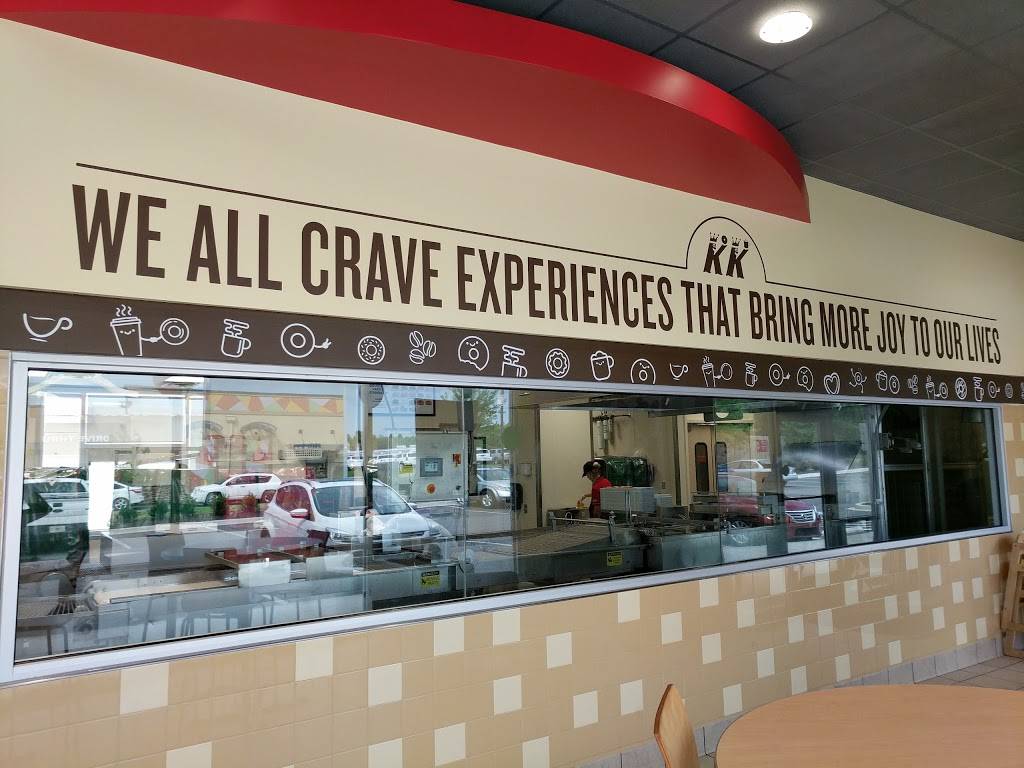 KK
WE ALL CRAVE EXPERIENCES THAT BRING MORE JOY TO OUR LIVES